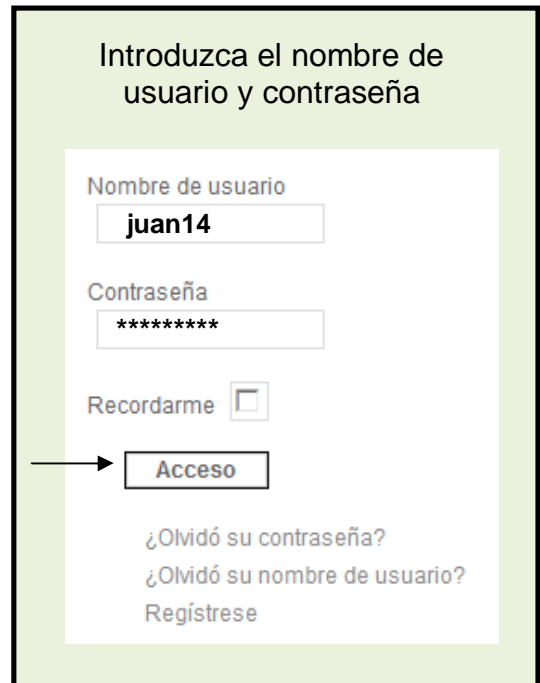 Introduzca el nombre de
usuario y contraseña
Nombre de usuario
juan14
Contraseña
*********
Recordarme
Acceso
¿Olvidó su contraseña?
¿Olvidó su nombre de usuario?
Regístrese